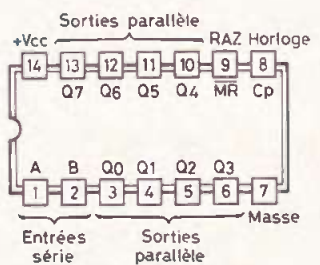 Sorties parallèle
+Vcc RAZ Horloge
14 13 12 11 10 9 8
Q7 Q6 Q5 Q4 M̅R̅ Cp
A B Q0 Q1 Q2 Q3
1 2 3 4 5 6 7
Masse
Entrées Sorties
série parallèle